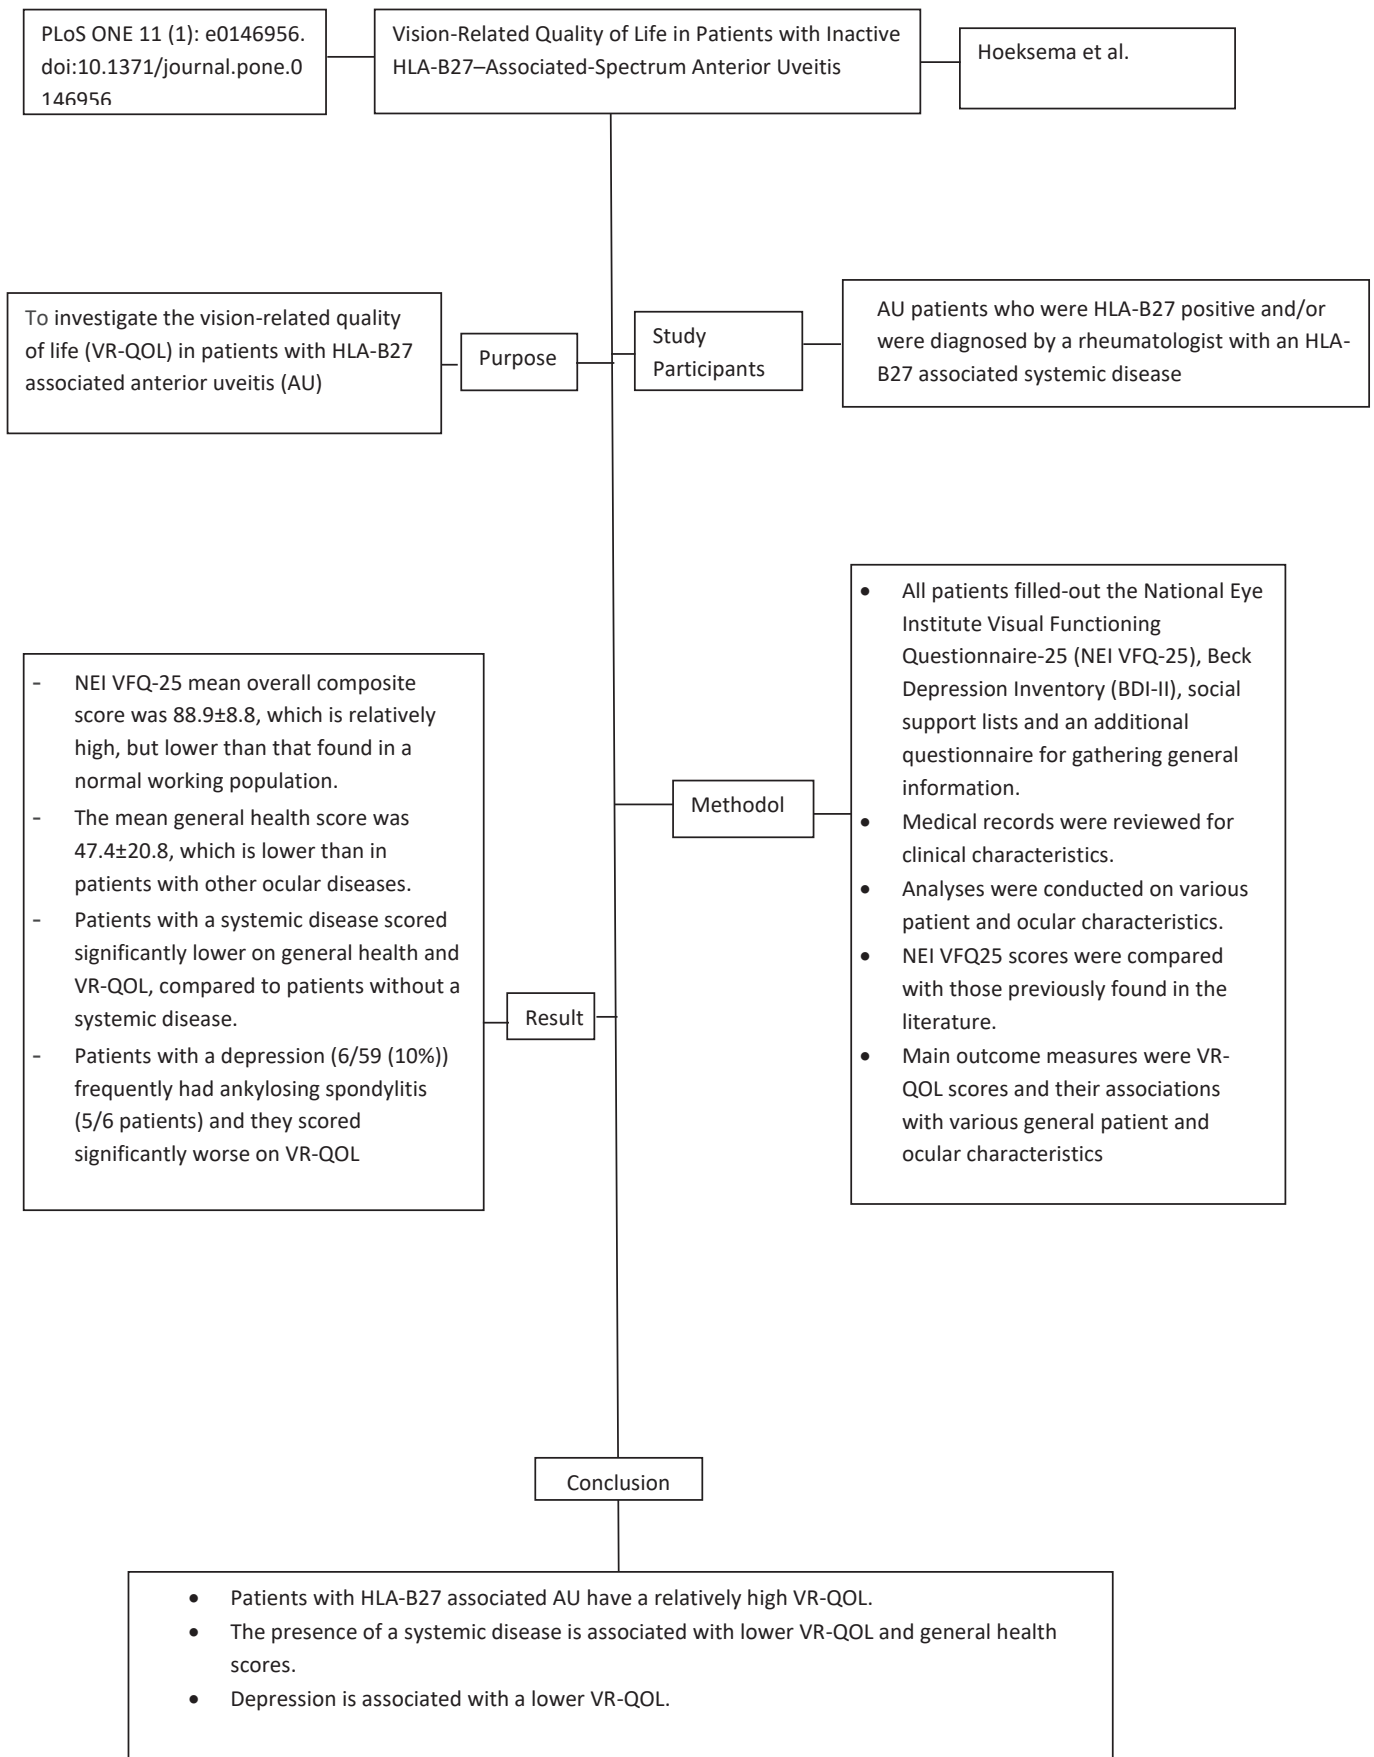 PLoS ONE 11 (1): e0146956.
doi:10.1371/journal.pone.0
146956
Vision-Related Quality of Life in Patients with Inactive
HLA-B27–Associated-Spectrum Anterior Uveitis
Hoeksema et al.
To investigate the vision-related quality
of life (VR-QOL) in patients with HLA-B27
associated anterior uveitis (AU)
Purpose
Study
Participants
AU patients who were HLA-B27 positive and/or
were diagnosed by a rheumatologist with an HLA-
B27 associated systemic disease
- NEI VFQ-25 mean overall composite
score was 88.9±8.8, which is relatively
high, but lower than that found in a
normal working population.
- The mean general health score was
47.4±20.8, which is lower than in
patients with other ocular diseases.
- Patients with a systemic disease scored
significantly lower on general health and
VR-QOL, compared to patients without a
systemic disease.
- Patients with a depression (6/59 (10%))
frequently had ankylosing spondylitis
(5/6 patients) and they scored
significantly worse on VR-QOL
Result
Methodol
• All patients filled-out the National Eye
Institute Visual Functioning
Questionnaire-25 (NEI VFQ-25), Beck
Depression Inventory (BDI-II), social
support lists and an additional
questionnaire for gathering general
information.
• Medical records were reviewed for
clinical characteristics.
• Analyses were conducted on various
patient and ocular characteristics.
• NEI VFQ25 scores were compared
with those previously found in the
literature.
• Main outcome measures were VR-
QOL scores and their associations
with various general patient and
ocular characteristics
Conclusion
• Patients with HLA-B27 associated AU have a relatively high VR-QOL.
• The presence of a systemic disease is associated with lower VR-QOL and general health
scores.
• Depression is associated with a lower VR-QOL.